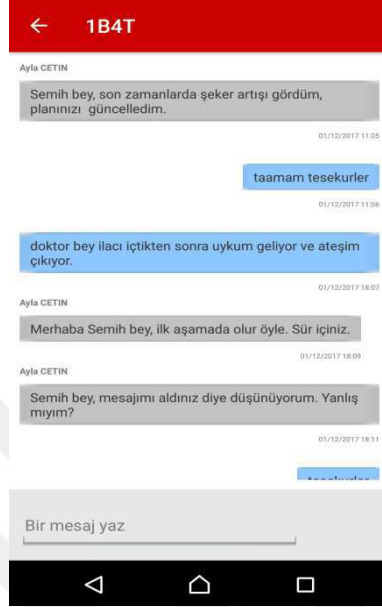 1B4T
Ayla CETIN
Semih bey, son zamanlarda şeker artışı gördüm,
planınızı güncelledim.
01/12/2017 11:05
taamam tesekurler
01/12/2017 11:06
doktor bey ilacı içtikten sonra uykum geliyor ve ateşim
çıkıyor.
01/12/2017 18:07
Ayla CETIN
Merhaba Semih bey, ilk aşamada olur öyle. Sür içiniz.
01/12/2017 18:09
Ayla CETIN
Semih bey, mesajımı aldınız diye düşünüyorum. Yanlış
mıyım?
01/12/2017 18:11
Bir mesaj yaz